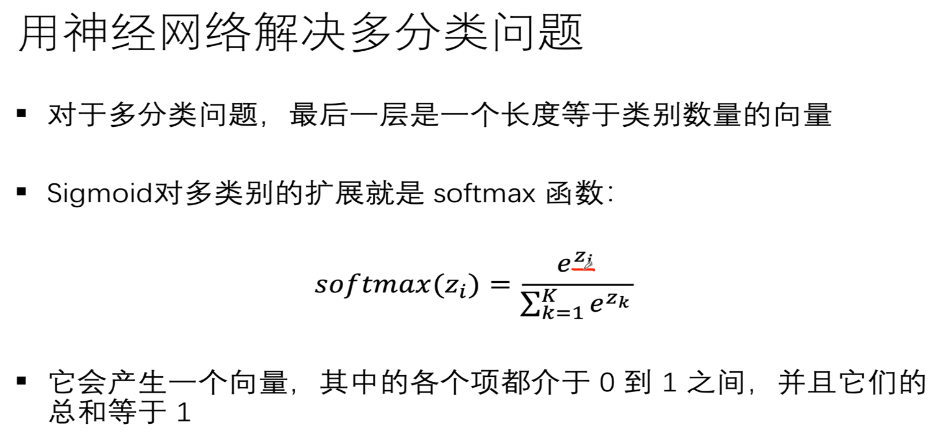 用神经网络解决多分类问题
▪ 对于多分类问题，最后一层是一个长度等于类别数量的向量
▪ Sigmoid对多类别的扩展就是 softmax 函数：
softmax(z_i) = e^{z_i} / ∑_{k=1}^{K} e^{z_k}
▪ 它会产生一个向量，其中的各个项都介于 0 到 1 之间，并且它们的
总和等于 1